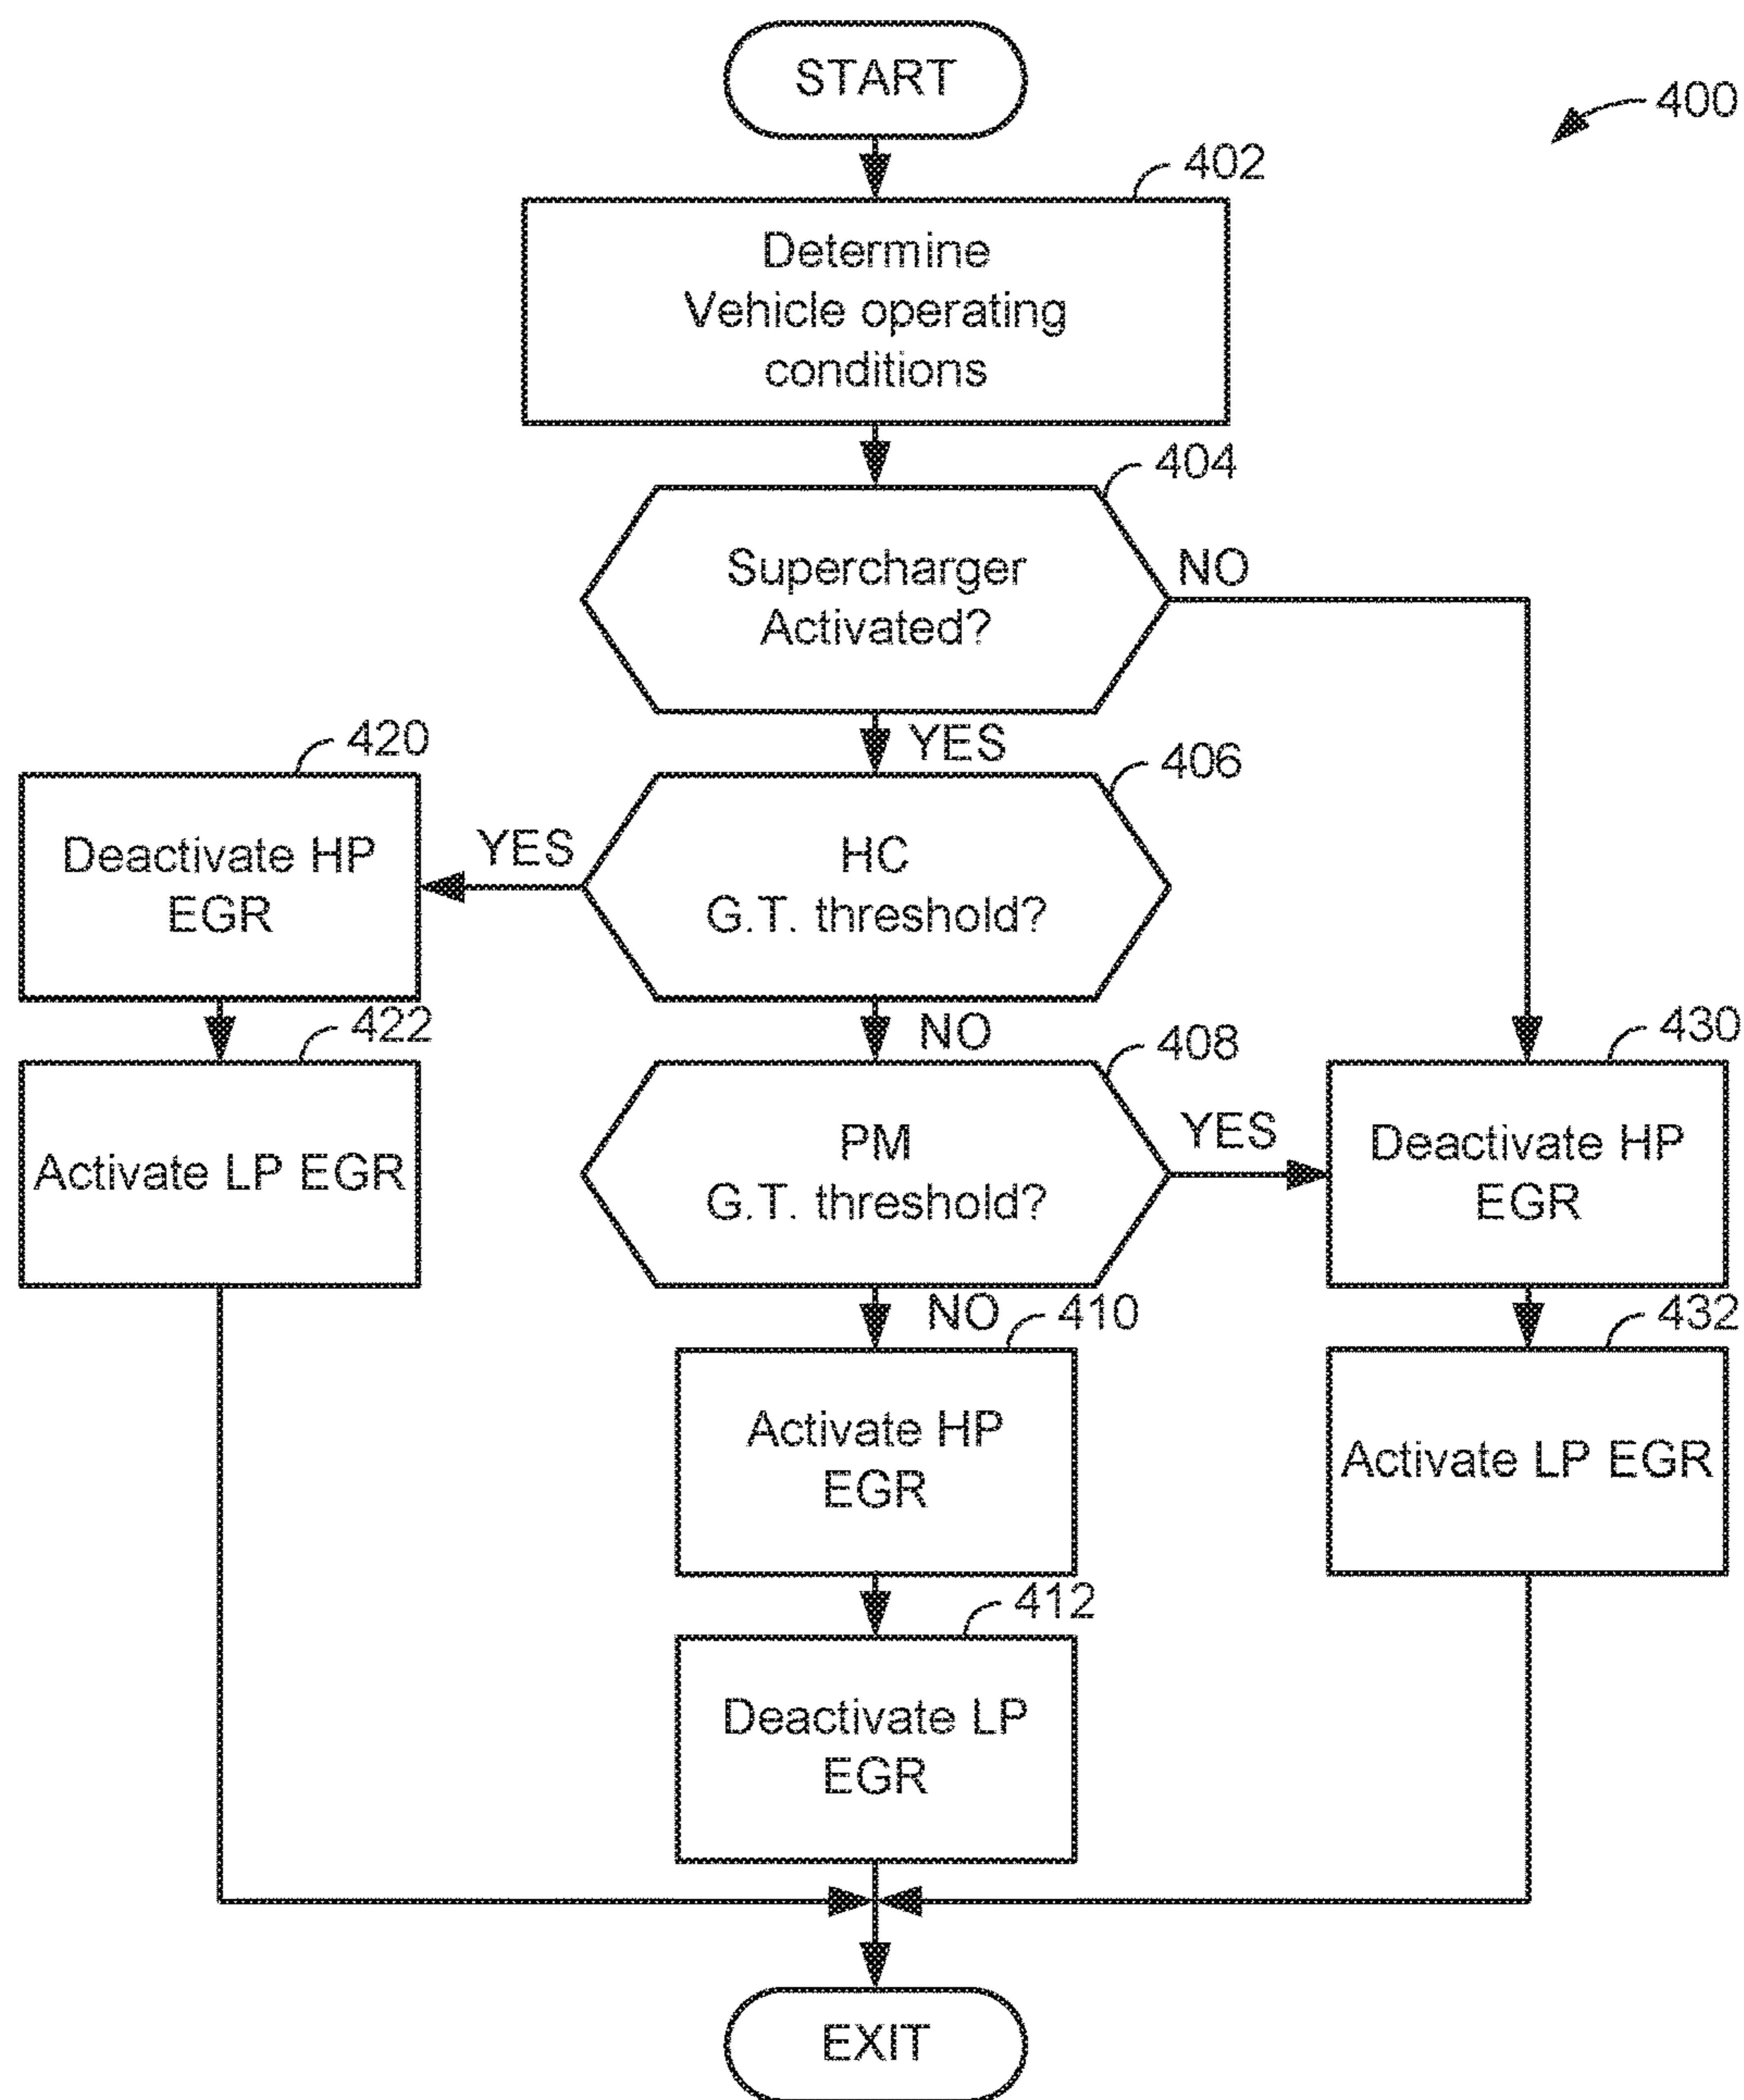 START
400
402
Determine
Vehicle operating
conditions
404
Supercharger
Activated?
NO
YES
420
406
Deactivate HP
EGR
YES
HC
G.T. threshold?
422
NO
408
430
Activate LP EGR
PM
G.T. threshold?
YES
Deactivate HP
EGR
NO
410
432
Activate HP
EGR
Activate LP EGR
412
Deactivate LP
EGR
EXIT